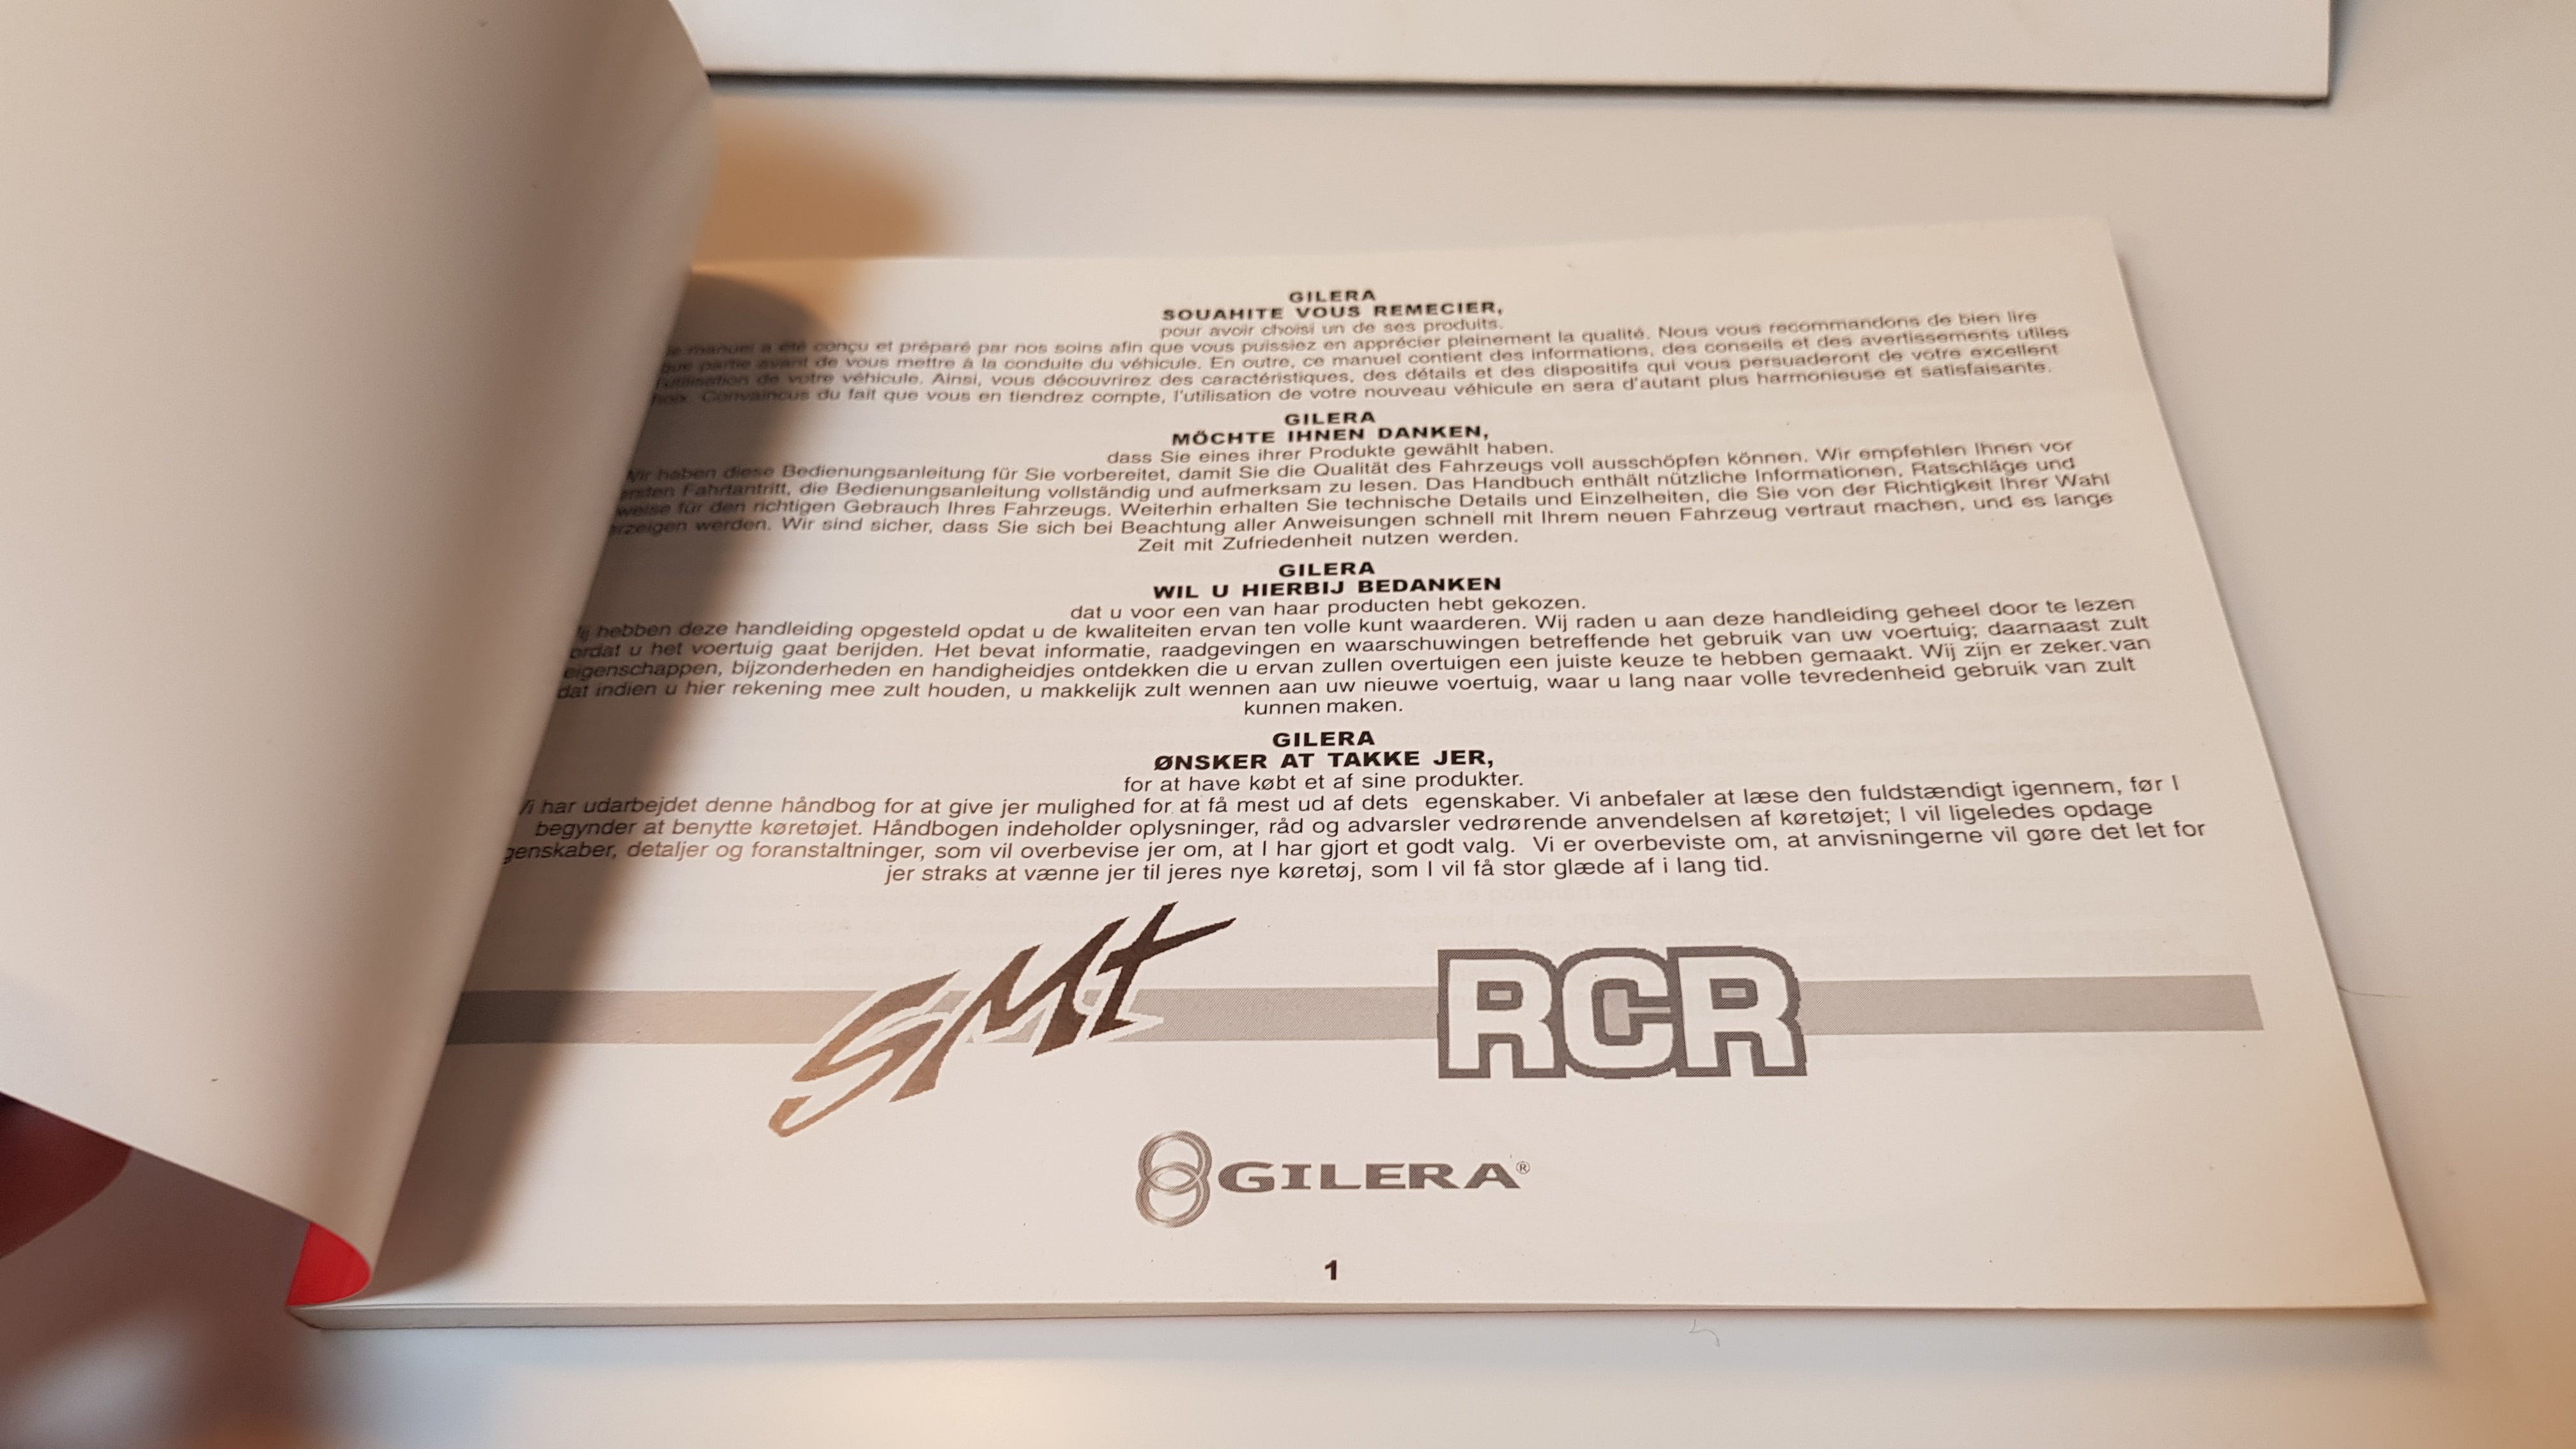 GILERA
SOUAHITE VOUS REMECIER,
pour avoir choisi un de ses produits.
manuel a été conçu et préparé par nos soins afin que vous puissiez en apprécier pleinement la qualité. Nous vous recommandons de bien lire
partie avant de vous mettre à la conduite du véhicule. En outre, ce manuel contient des informations, des conseils et des avertissements utiles
l'utilisation de votre véhicule. Ainsi, vous découvrirez des caractéristiques, des détails et des dispositifs qui vous persuaderont de votre excellent
Convaincus du fait que vous en tiendrez compte, l'utilisation de votre nouveau véhicule en sera d'autant plus harmonieuse et satisfaisante.
GILERA
MÖCHTE IHNEN DANKEN,
dass Sie eines ihrer Produkte gewählt haben.
Wir haben diese Bedienungsanleitung für Sie vorbereitet, damit Sie die Qualität des Fahrzeugs voll ausschöpfen können. Wir empfehlen Ihnen vor
Fahrtantritt, die Bedienungsanleitung vollständig und aufmerksam zu lesen. Das Handbuch enthält nützliche Informationen, Ratschläge und
weise für den richtigen Gebrauch Ihres Fahrzeugs. Weiterhin erhalten Sie technische Details und Einzelheiten, die Sie von der Richtigkeit Ihrer Wahl
werden. Wir sind sicher, dass Sie sich bei Beachtung aller Anweisungen schnell mit Ihrem neuen Fahrzeug vertraut machen, und es lange
Zeit mit Zufriedenheit nutzen werden.
GILERA
WIL U HIERBIJ BEDANKEN
dat u voor een van haar producten hebt gekozen.
hebben deze handleiding opgesteld opdat u de kwaliteiten ervan ten volle kunt waarderen. Wij raden u aan deze handleiding geheel door te lezen
ordat u het voertuig gaat berijden. Het bevat informatie, raadgevingen en waarschuwingen betreffende het gebruik van uw voertuig; daarnaast zult
eigenschappen, bijzonderheden en handigheidjes ontdekken die u ervan zullen overtuigen een juiste keuze te hebben gemaakt. Wij zijn er zeker.van
dat indien u hier rekening mee zult houden, u makkelijk zult wennen aan uw nieuwe voertuig, waar u lang naar volle tevredenheid gebruik van zult
kunnen maken.
GILERA
ØNSKER AT TAKKE JER,
for at have købt et af sine produkter.
Vi har udarbejdet denne håndbog for at give jer mulighed for at få mest ud af dets egenskaber. Vi anbefaler at læse den fuldstændigt igennem, før I
begynder at benytte køretøjet. Håndbogen indeholder oplysninger, råd og advarsler vedrørende anvendelsen af køretøjet; I vil ligeledes opdage
genskaber, detaljer og foranstaltninger, som vil overbevise jer om, at I har gjort et godt valg. Vi er overbeviste om, at anvisningerne vil gøre det let for
jer straks at vænne jer til jeres nye køretøj, som I vil få stor glæde af i lang tid.
SMt RCR
GILERA®
1